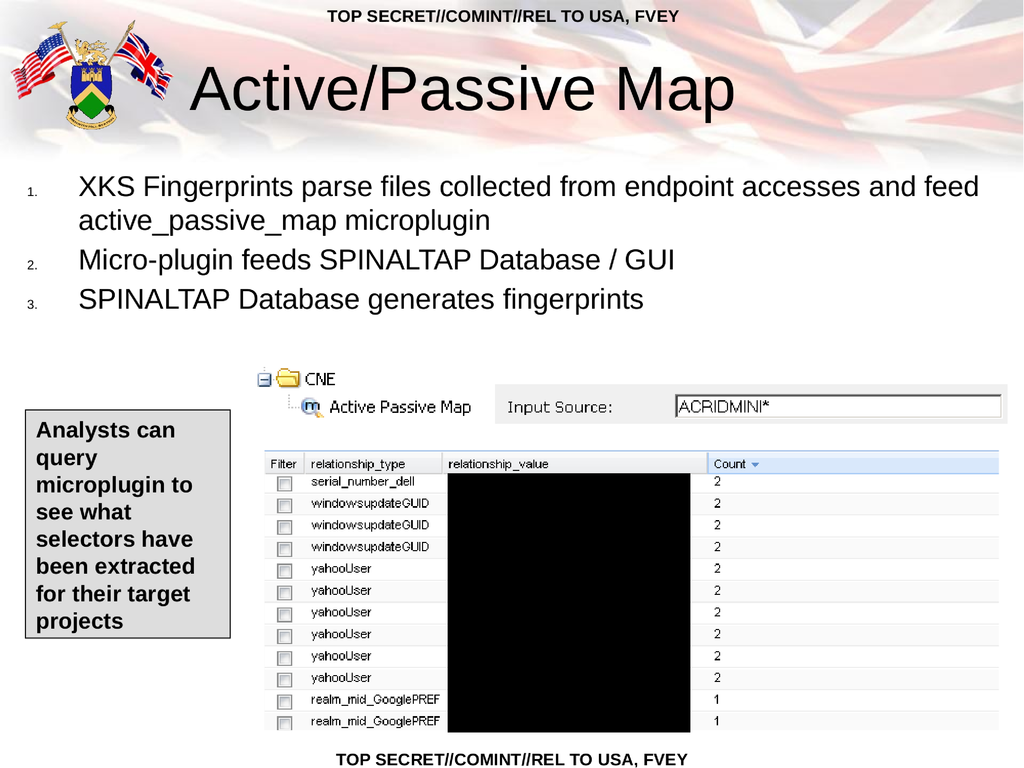 TOP SECRET//COMINT//REL TO USA, FVEY
Active/Passive Map
1. XKS Fingerprints parse files collected from endpoint accesses and feed
active_passive_map microplugin
2. Micro-plugin feeds SPINALTAP Database / GUI
3. SPINALTAP Database generates fingerprints
CNE
Active Passive Map
Input Source: ACRIDMINI*
Analysts can
query
microplugin to
see what
selectors have
been extracted
for their target
projects
Filter relationship_type relationship_value Count
serial_number_dell 2
windowsupdateGUID 2
windowsupdateGUID 2
windowsupdateGUID 2
yahooUser 2
yahooUser 2
yahooUser 2
yahooUser 2
yahooUser 2
yahooUser 2
realm_mid_GooglePREF 1
realm_mid_GooglePREF 1
TOP SECRET//COMINT//REL TO USA, FVEY